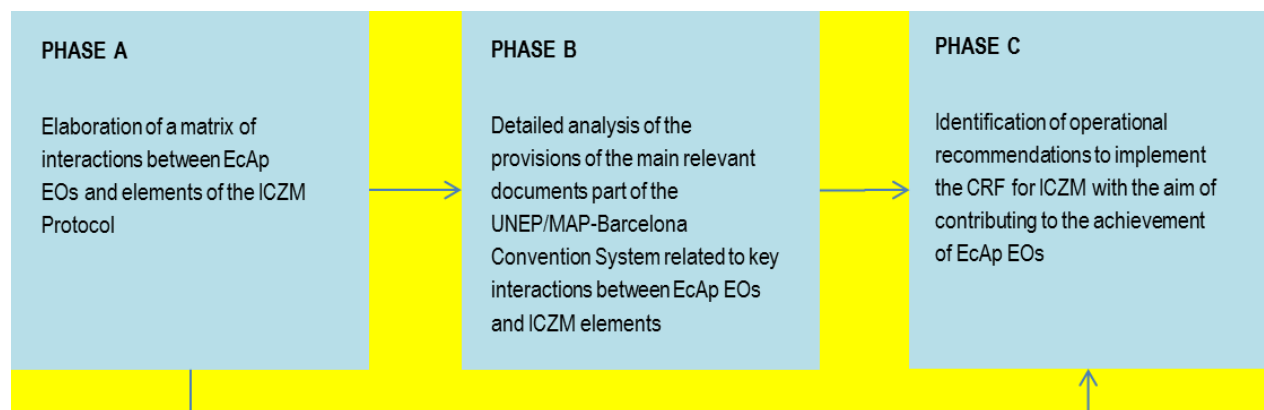 PHASE A
Elaboration of a matrix of
interactions between EcAp
EOs and elements of the ICZM
Protocol
PHASE B
Detailed analysis of the
provisions of the main relevant
documents part of the
UNEP/MAP-Barcelona
Convention System related to key
interactions between EcAp EOs
and ICZM elements
PHASE C
Identification of operational
recommendations to implement
the CRF for ICZM with the aim of
contributing to the achievement
of EcAp EOs